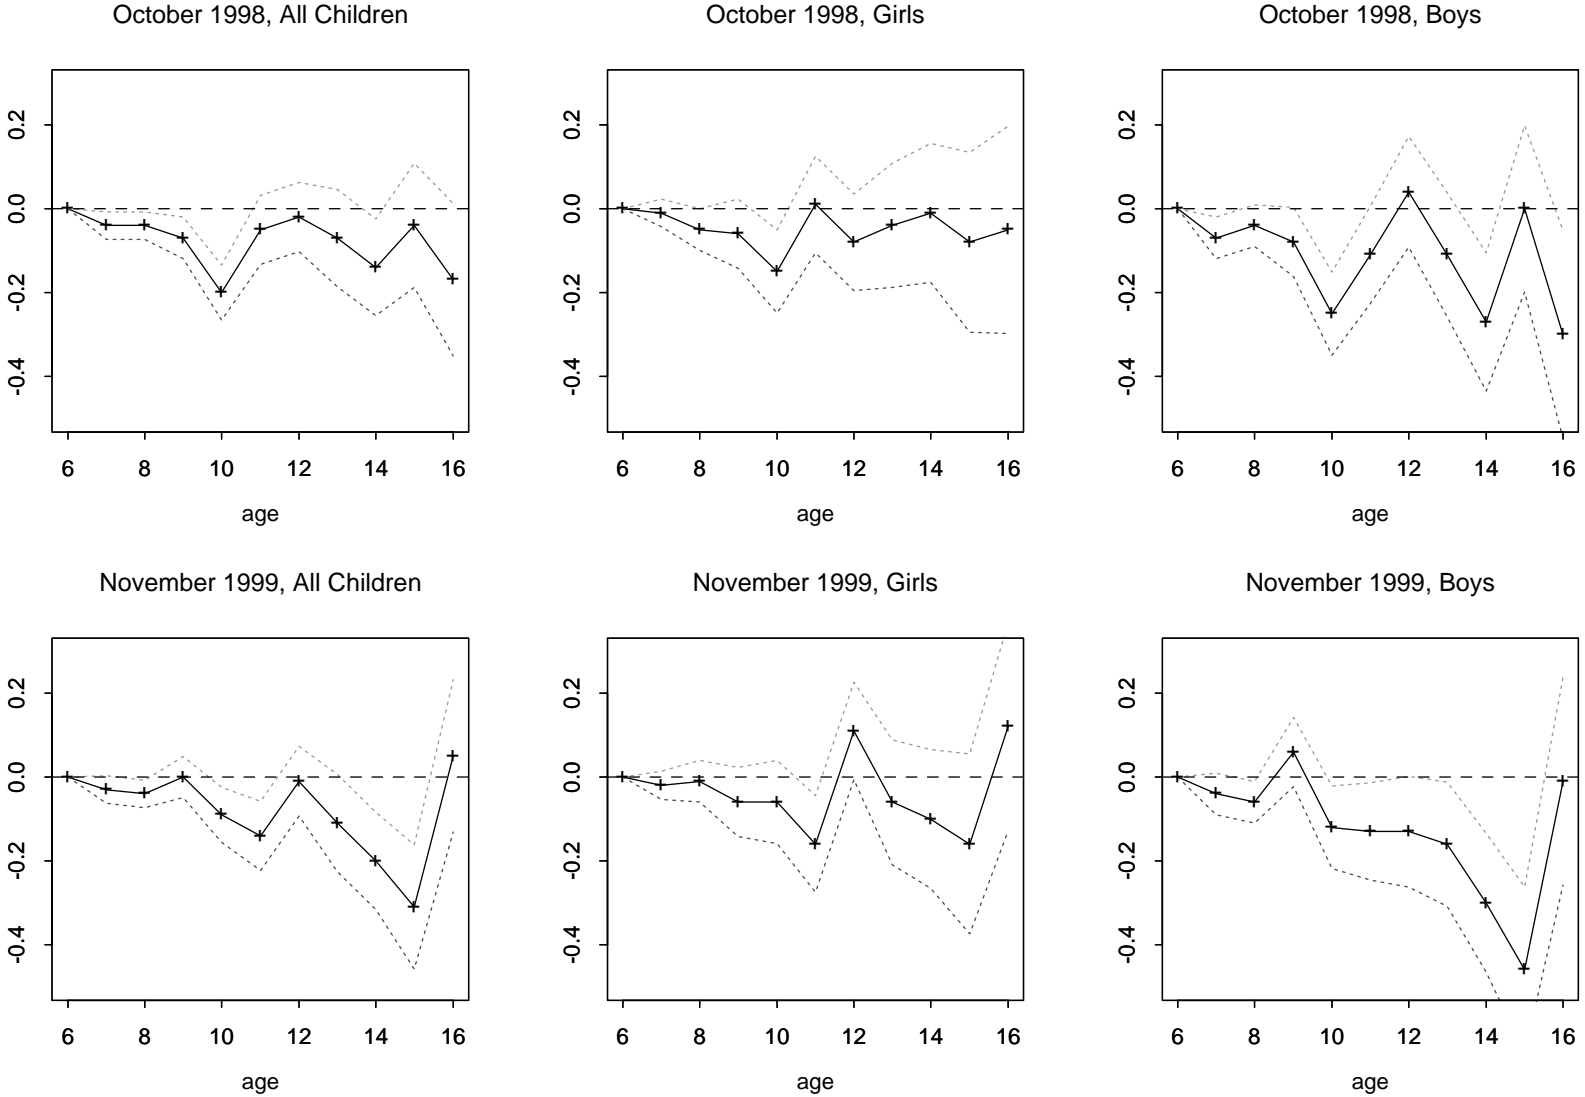 October 1998, All Children
0.2
0.0
-0.2
-0.4
6 8 10 12 14 16
age
October 1998, Girls
0.2
0.0
-0.2
-0.4
6 8 10 12 14 16
age
October 1998, Boys
0.2
0.0
-0.2
-0.4
6 8 10 12 14 16
age
November 1999, All Children
0.2
0.0
-0.2
-0.4
6 8 10 12 14 16
age
November 1999, Girls
0.2
0.0
-0.2
-0.4
6 8 10 12 14 16
age
November 1999, Boys
0.2
0.0
-0.2
-0.4
6 8 10 12 14 16
age